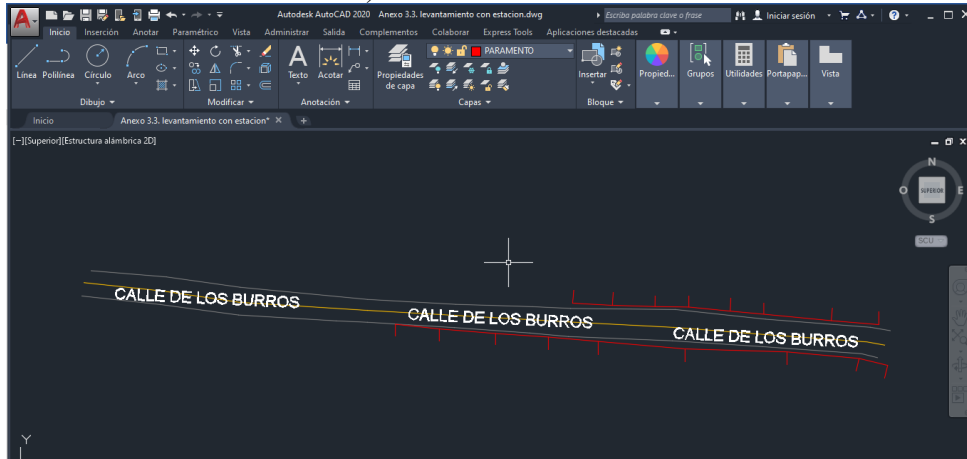 Autodesk AutoCAD 2020 Anexo 3.3. levantamiento con estacion.dwg
Escriba palabra clave o frase
Iniciar sesión
Inicio Inserción Anotar Paramétrico Vista Administrar Salida Complementos Colaborar Express Tools Aplicaciones destacadas
PARAMENTO
Línea Polilínea Círculo Arco
Texto Acotar
Propiedades de capa
Insertar
Propied... Grupos Utilidades Portapap... Vista
Dibujo Modificar Anotación Capas Bloque
Inicio Anexo 3.3. levantamiento con estacion*
[−][Superior][Estructura alámbrica 2D]
N
O SUPERIOR E
S
SCU
CALLE DE LOS BURROS
CALLE DE LOS BURROS
CALLE DE LOS BURROS
Y